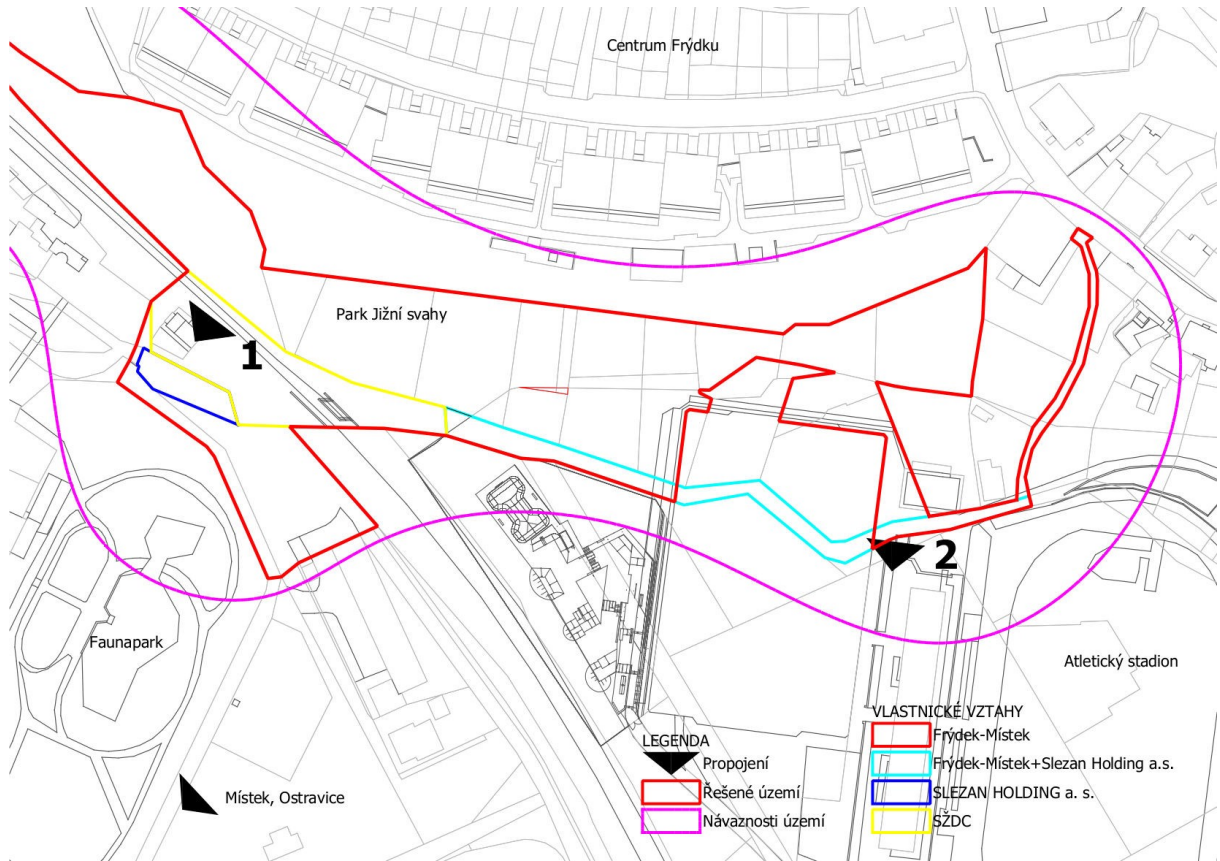 Centrum Frýdku
Park Jižní svahy
1
2
Faunapark
Atletický stadion
Místek, Ostravice
LEGENDA
Propojení
Řešené území
Návaznosti území
VLASTNICKÉ VZTAHY
Frýdek-Místek
Frýdek-Místek+Slezan Holding a.s.
SLEZAN HOLDING a. s.
SŽDC